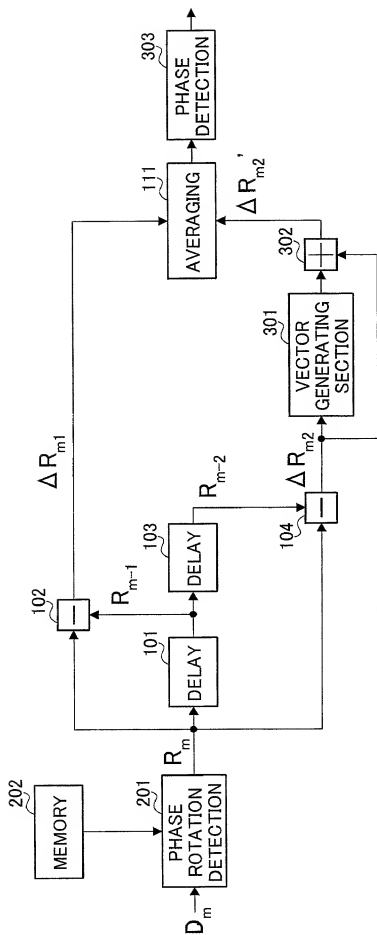 202
MEMORY
D_m
201
PHASE
ROTATION
DETECTION
R_m
102
−
ΔR_m1
101
DELAY
R_m-1
103
DELAY
R_m-2
104
−
ΔR_m2
301
VECTOR
GENERATING
SECTION
302
+
ΔR_m2'
111
AVERAGING
303
PHASE
DETECTION